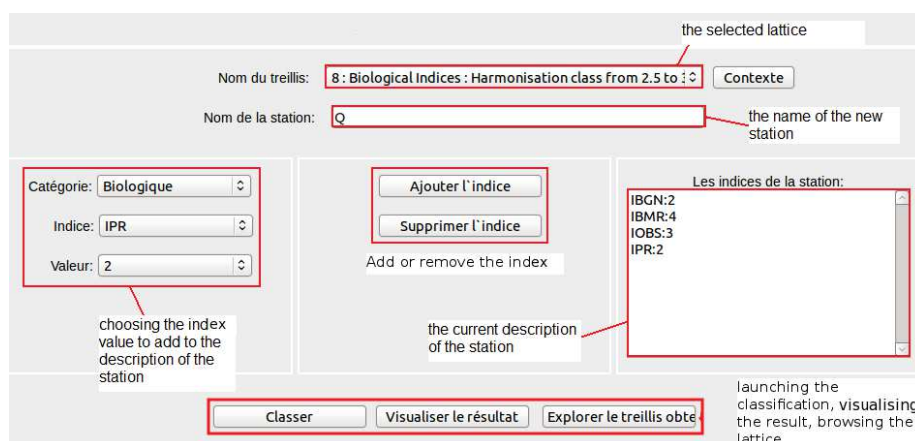 the selected lattice
Nom du treillis: 8 : Biological Indices : Harmonisation class from 2.5 to 3 Contexte
Nom de la station: Q
the name of the new
station
Catégorie: Biologique
Indice: IPR
Valeur: 2
Ajouter l`indice
Supprimer l`indice
Add or remove the index
Les indices de la station:
IBGN:2
IBMR:4
IOBS:3
IPR:2
choosing the index
value to add to the
description of the
station
the current description
of the station
Classer Visualiser le résultat Explorer le treillis obte
launching the
classification, visualising
the result, browsing the
lattice